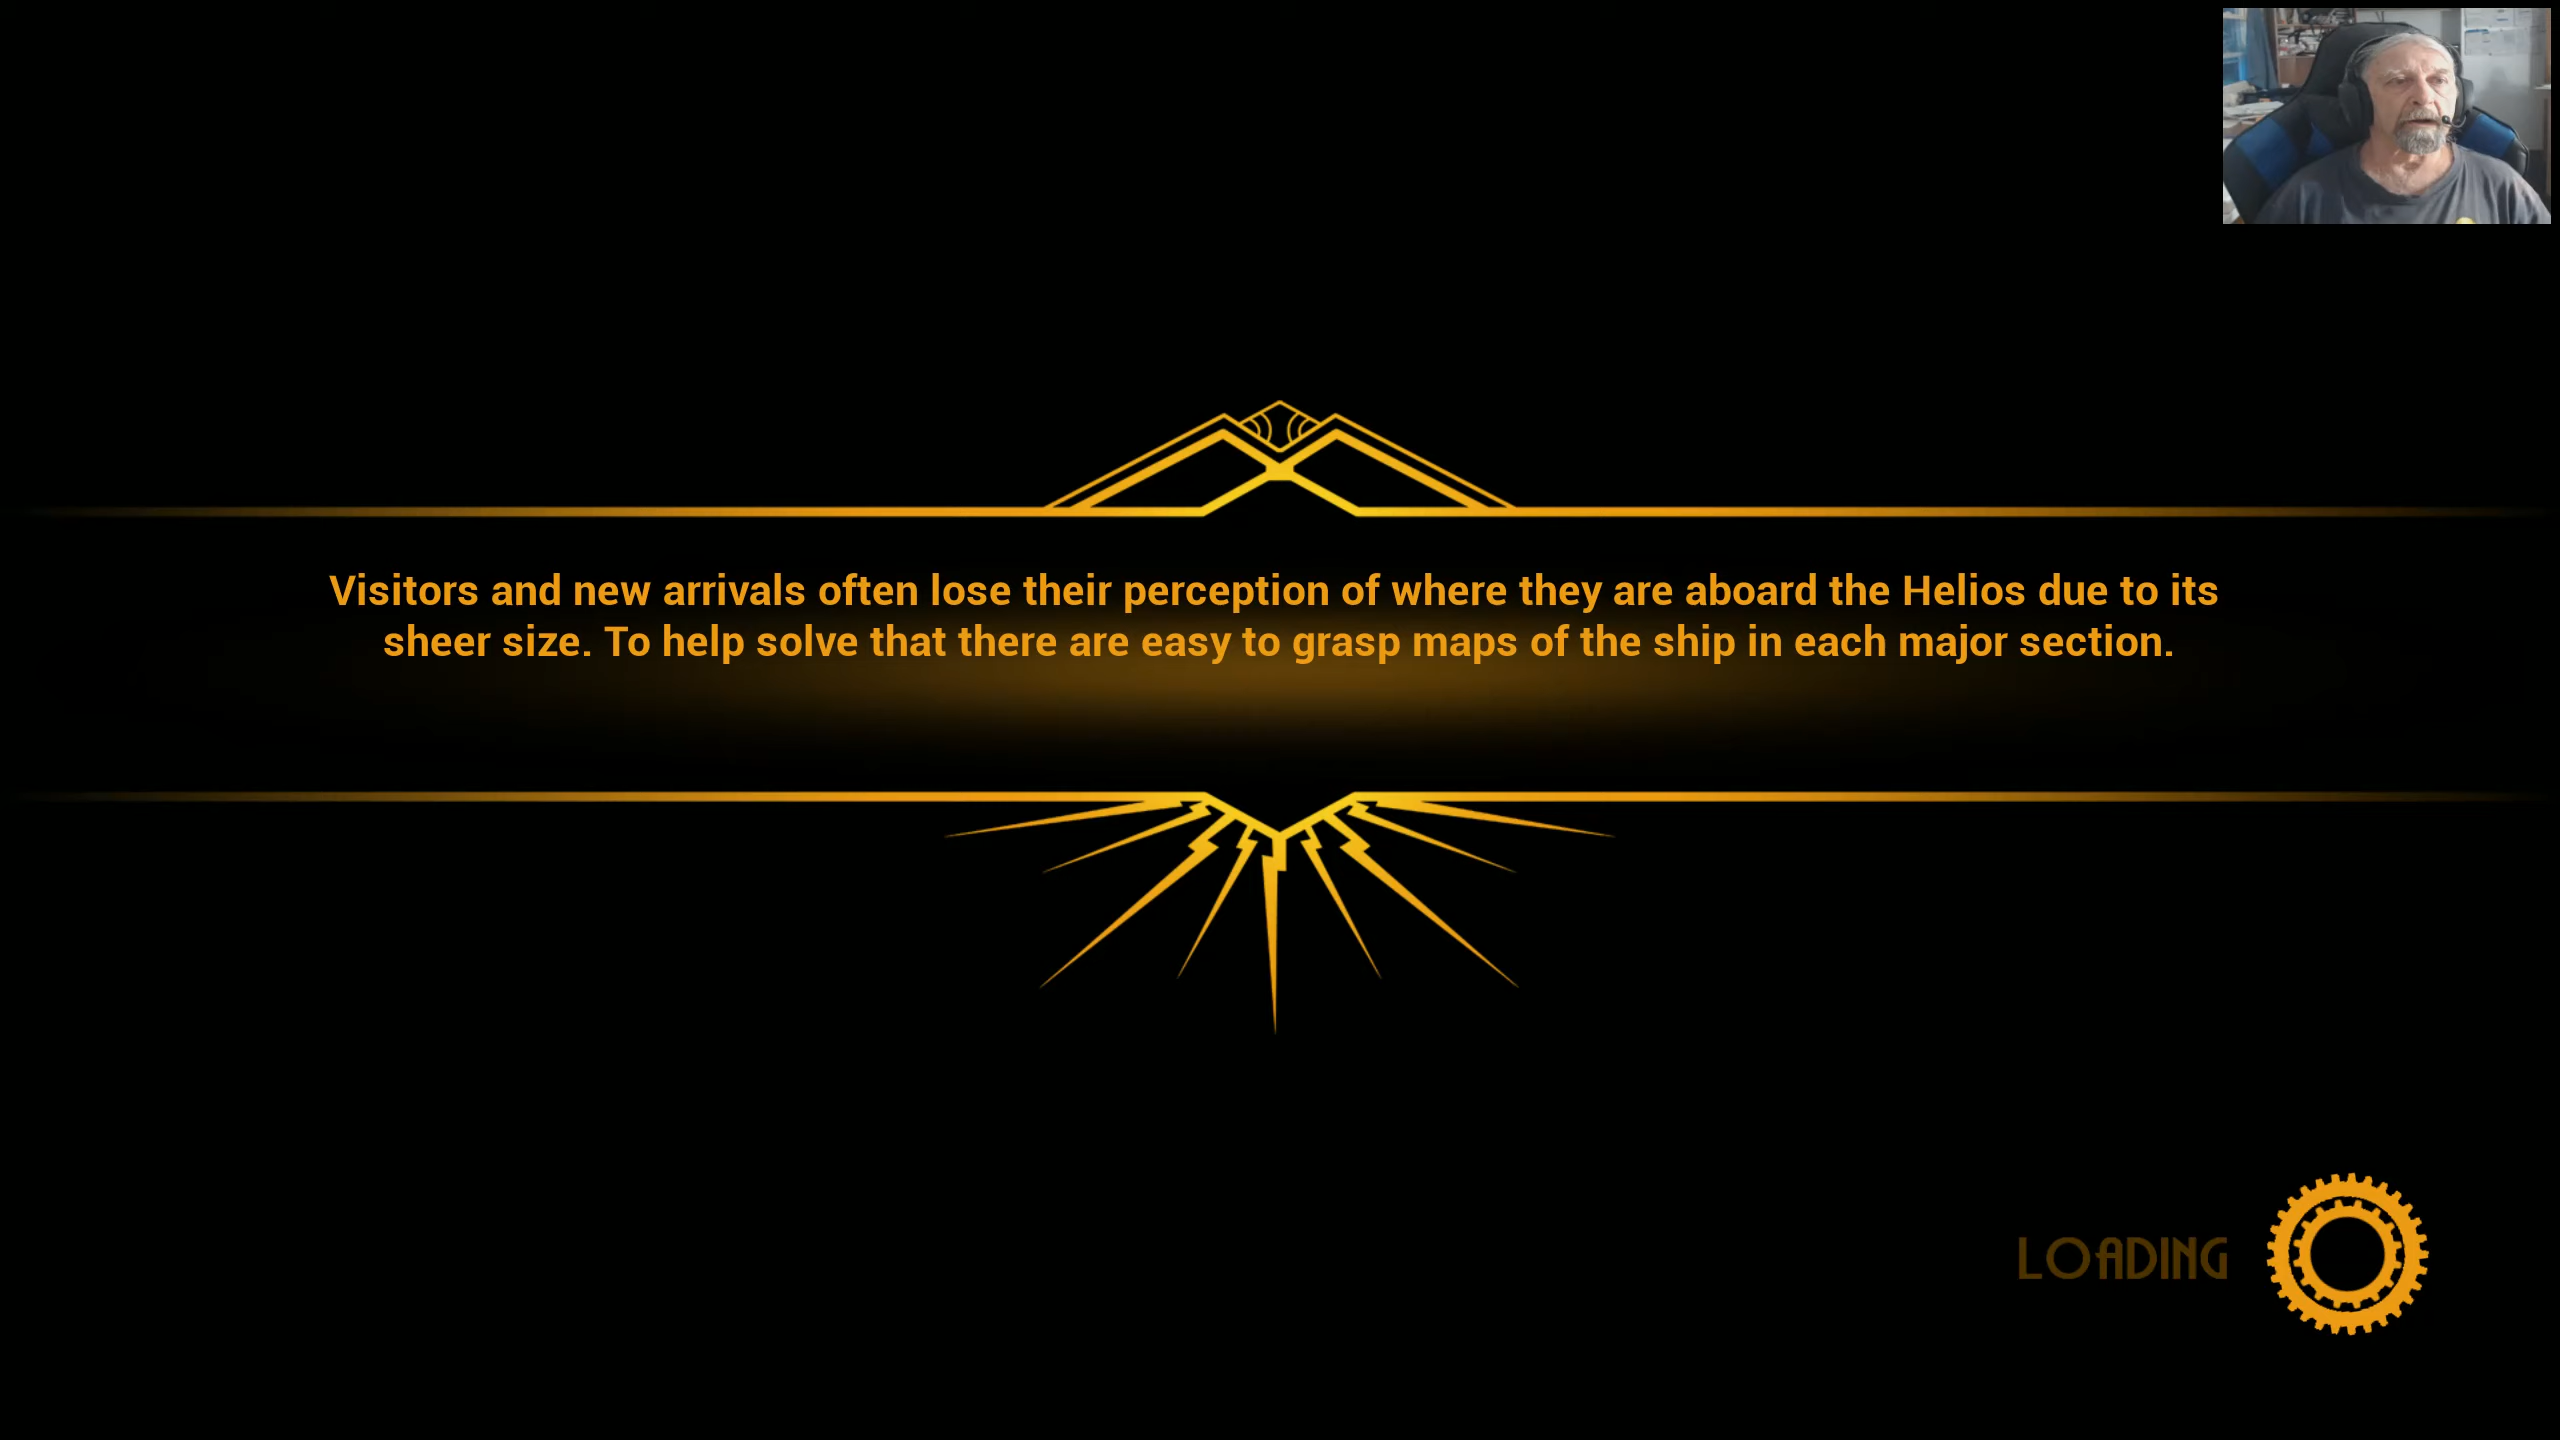 Visitors and new arrivals often lose their perception of where they are aboard the Helios due to its
sheer size. To help solve that there are easy to grasp maps of the ship in each major section.
LOADING